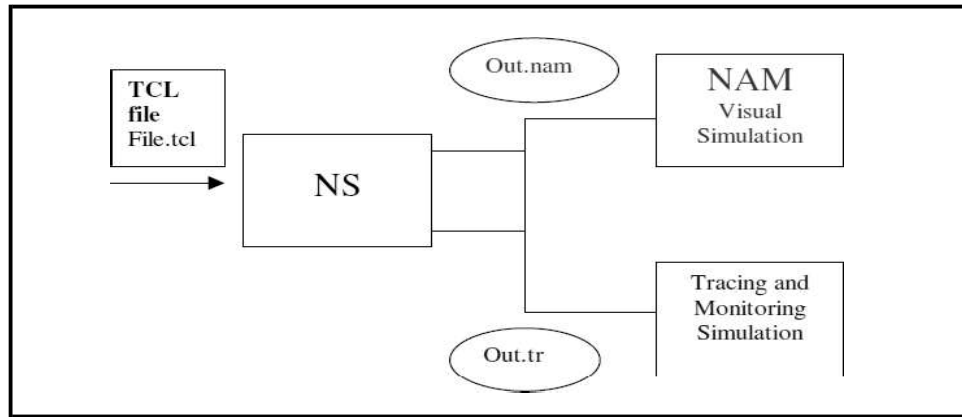 TCL
file
File.tcl
NS
Out.nam
NAM
Visual
Simulation
Out.tr
Tracing and
Monitoring
Simulation